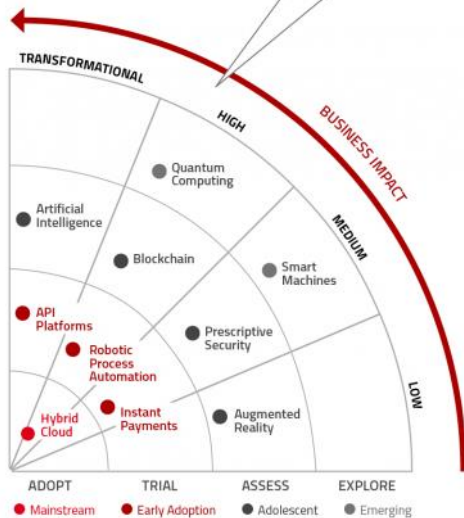 TRANSFORMATIONAL
HIGH
BUSINESS IMPACT
MEDIUM
LOW
Quantum
Computing
Artificial
Intelligence
Blockchain
Smart
Machines
API
Platforms
Prescriptive
Security
Robotic
Process
Automation
Instant
Payments
Augmented
Reality
Hybrid
Cloud
ADOPT TRIAL ASSESS EXPLORE
Mainstream Early Adoption Adolescent Emerging